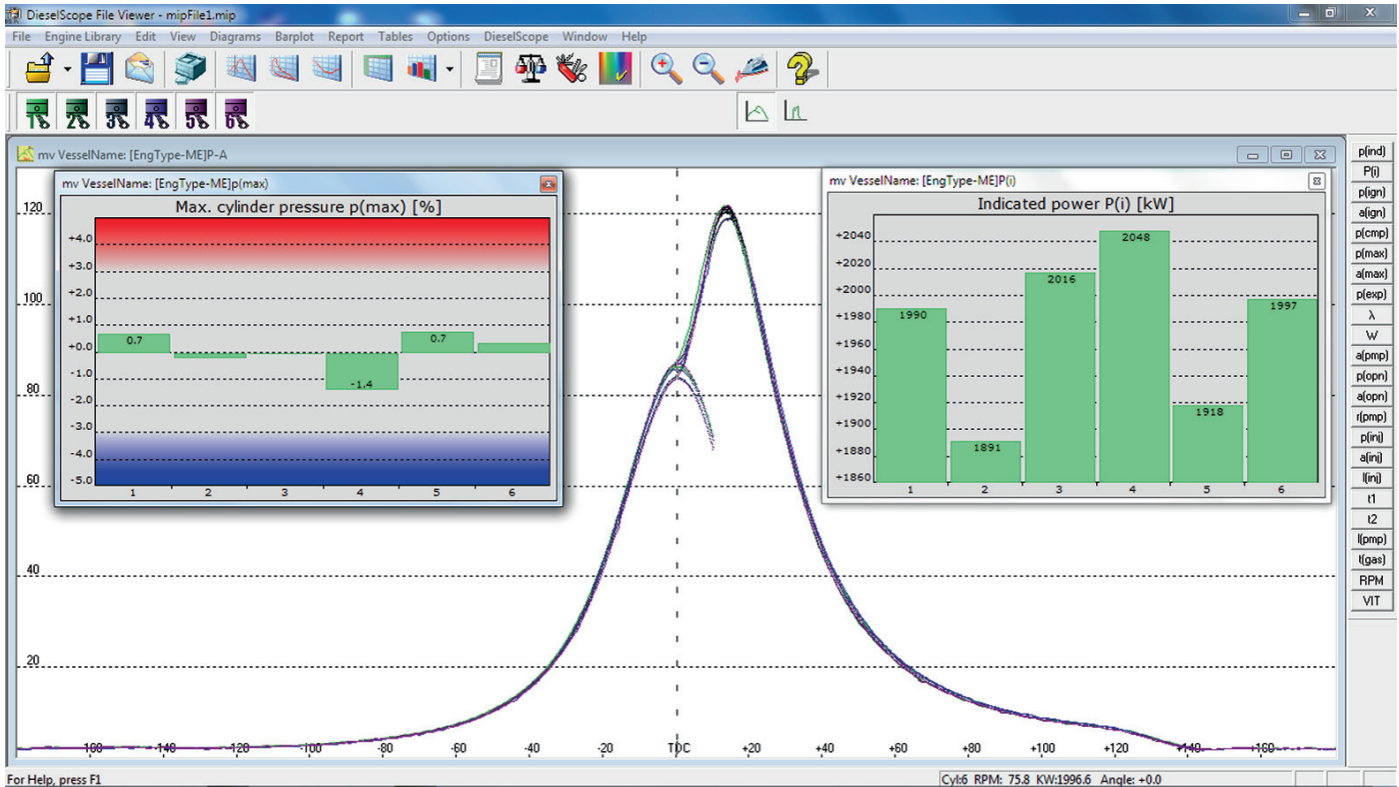 DieselScope File Viewer - mipFile1.mip
File Engine Library Edit View Diagrams Barplot Report Tables Options DieselScope Window Help
1 2 3 4 5 6
mv VesselName: [EngType-ME]P-A
mv VesselName: [EngType-ME]p(max)
Max. cylinder pressure p(max) [%]
+4.0
+3.0
+2.0
+1.0
+0.0
-1.0
-2.0
-3.0
-4.0
-5.0
0.7 -1.4 0.7
1 2 3 4 5 6
mv VesselName: [EngType-ME]P(i)
Indicated power P(i) [kW]
+2040
+2020
+2000
+1980
+1960
+1940
+1920
+1900
+1880
+1860
1990 1891 2016 2048 1918 1997
1 2 3 4 5 6
120
100
80
60
40
20
-160 -140 -120 -100 -80 -60 -40 -20 TDC +20 +40 +60 +80 +100 +120 +140 +160
p(ind)
P(i)
p(ign)
a(ign)
p(cmp)
p(max)
a(max)
p(exp)
λ
W
a(pmp)
p(opn)
a(opn)
r(pmp)
p(inj)
a(inj)
l(inj)
t1
t2
l(pmp)
t(gas)
RPM
VIT
For Help, press F1
Cyl:6 RPM: 75.8 KW:1996.6 Angle: +0.0